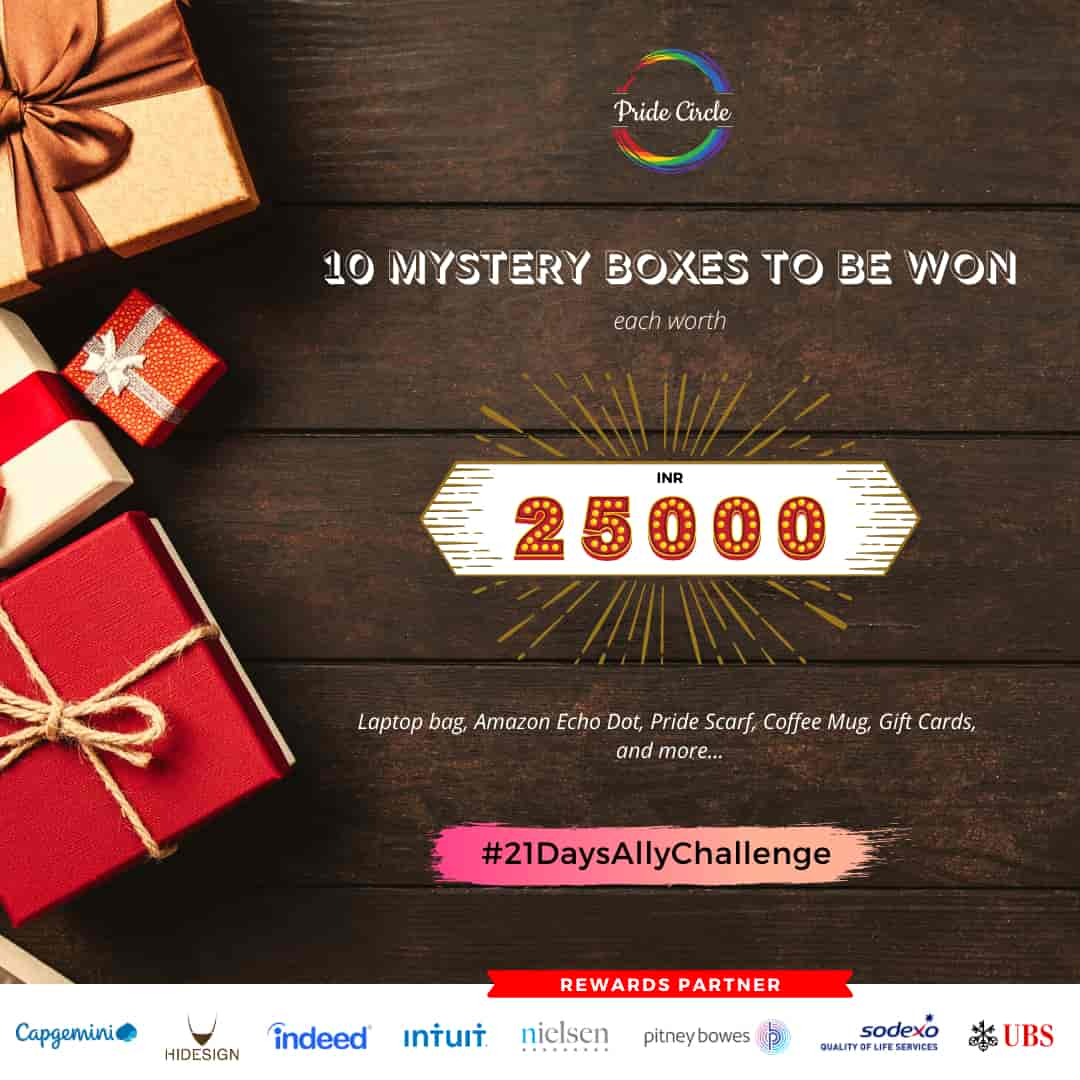 Pride Circle
10 MYSTERY BOXES TO BE WON
each worth
INR
25000
Laptop bag, Amazon Echo Dot, Pride Scarf, Coffee Mug, Gift Cards,
and more...
#21DaysAllyChallenge
REWARDS PARTNER
Capgemini
HIDESIGN
indeed
intuit
nielsen
pitney bowes
sodexo
QUALITY OF LIFE SERVICES
UBS